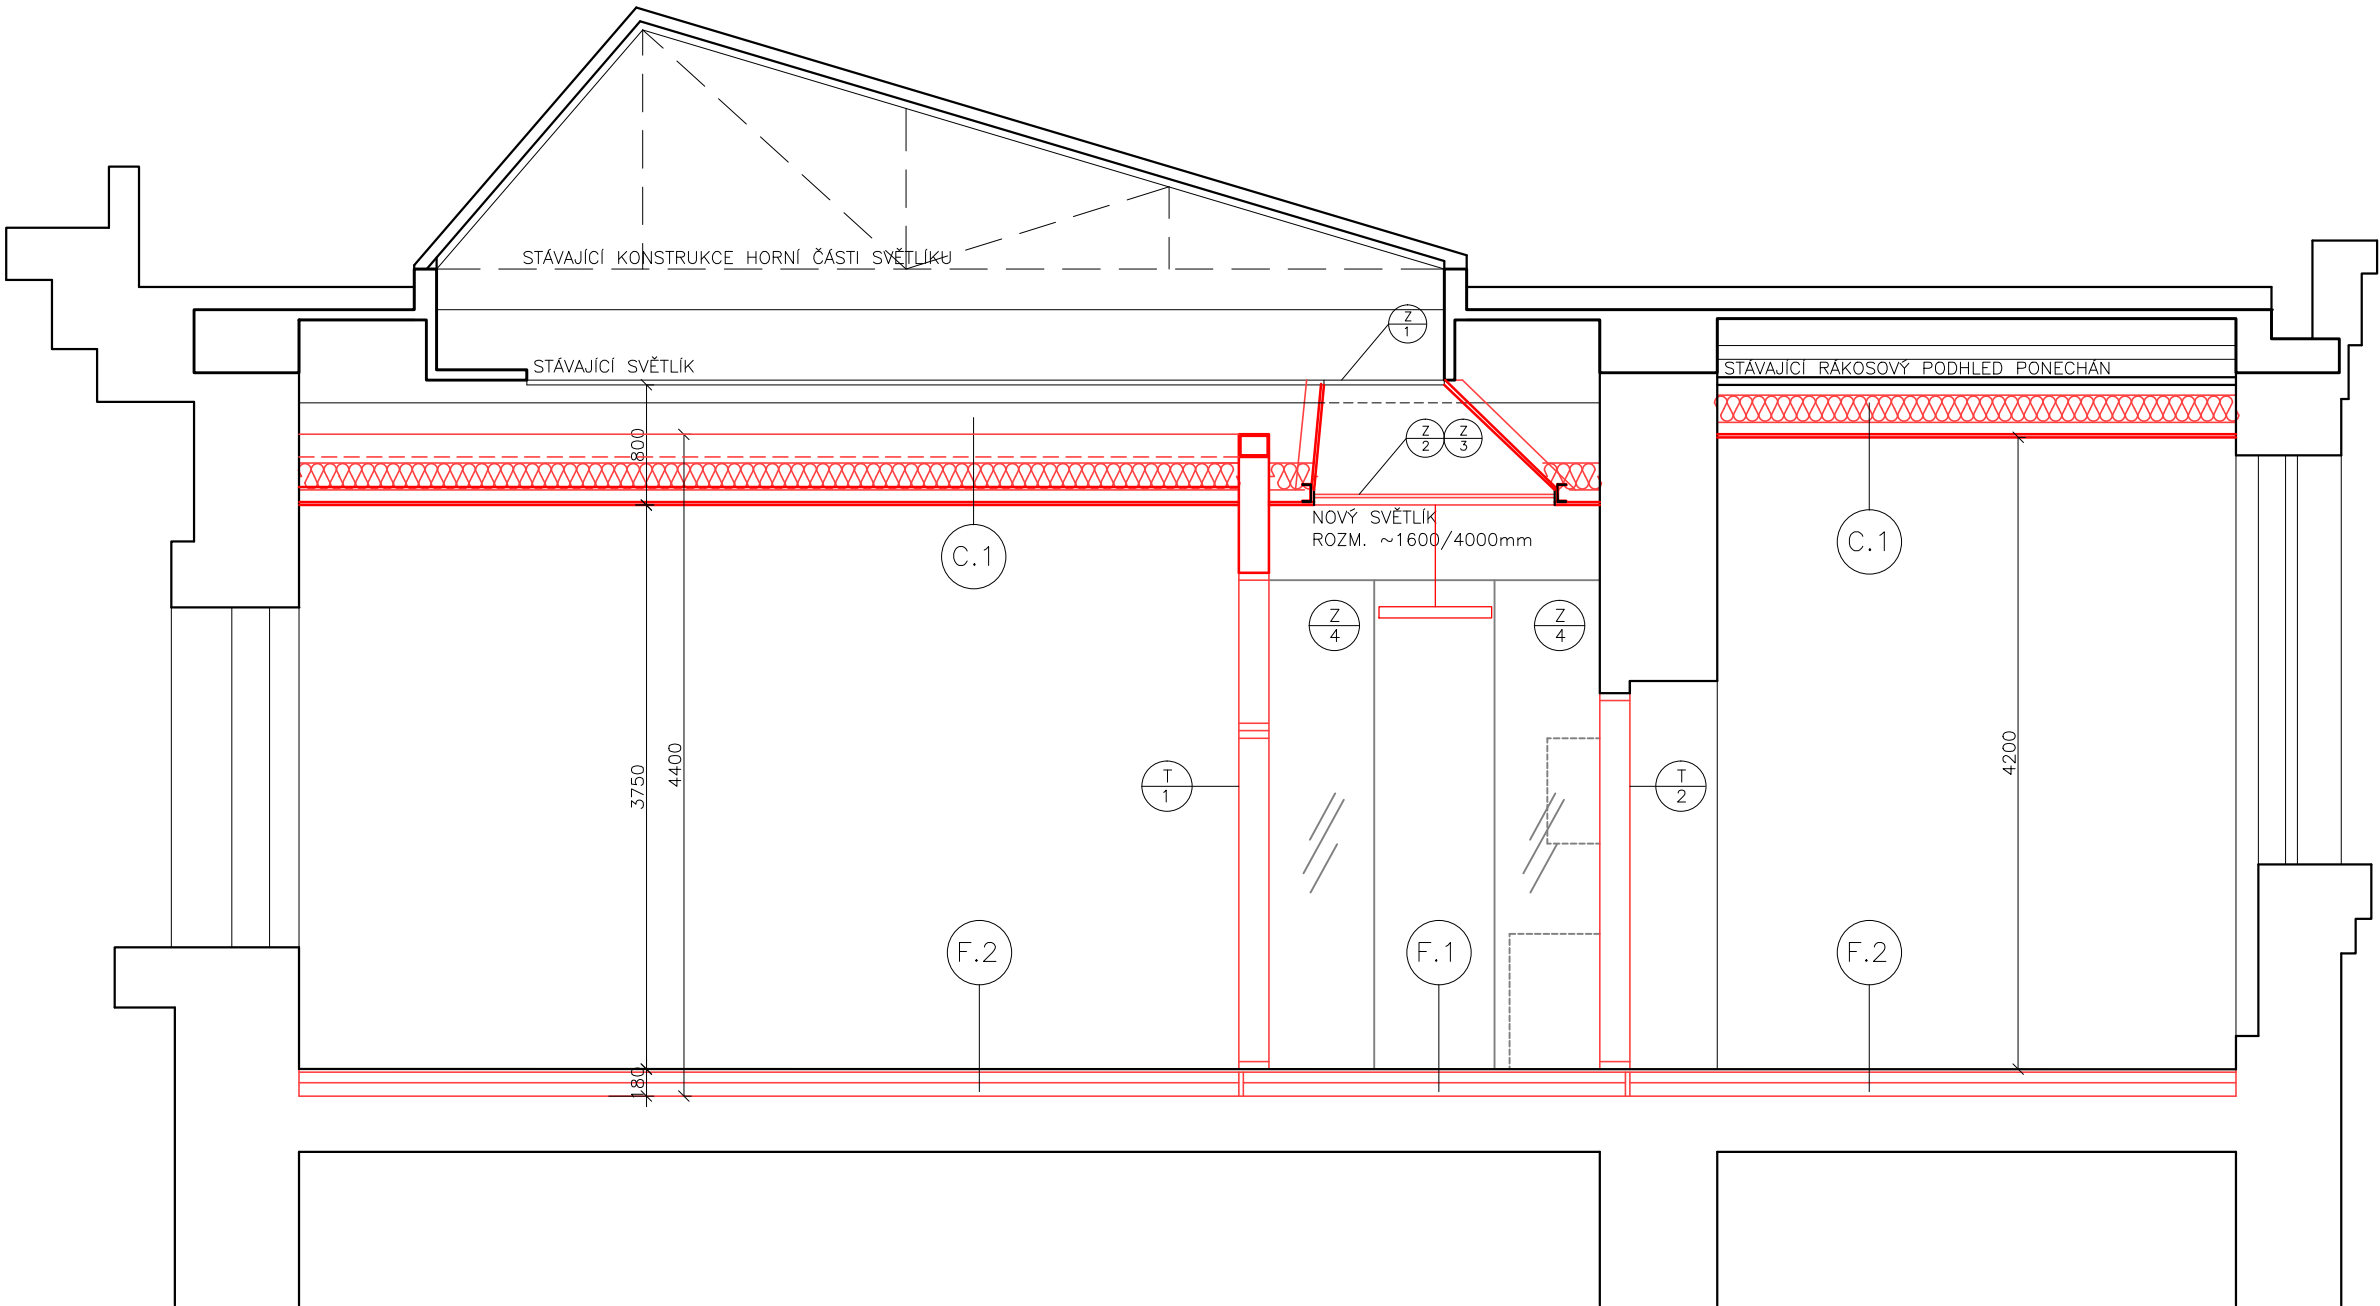 STÁVAJÍCÍ KONSTRUKCE HORNÍ ČÁSTI SVĚTLÍKU
Z
1
STÁVAJÍCÍ SVĚTLÍK
STÁVAJÍCÍ RÁKOSOVÝ PODHLED PONECHÁN
800
Z
2
Z
3
NOVÝ SVĚTLÍK
ROZM. ~1600/4000mm
C.1
C.1
Z
4
Z
4
3750
4400
T
1
T
2
4200
F.2
F.1
F.2
180